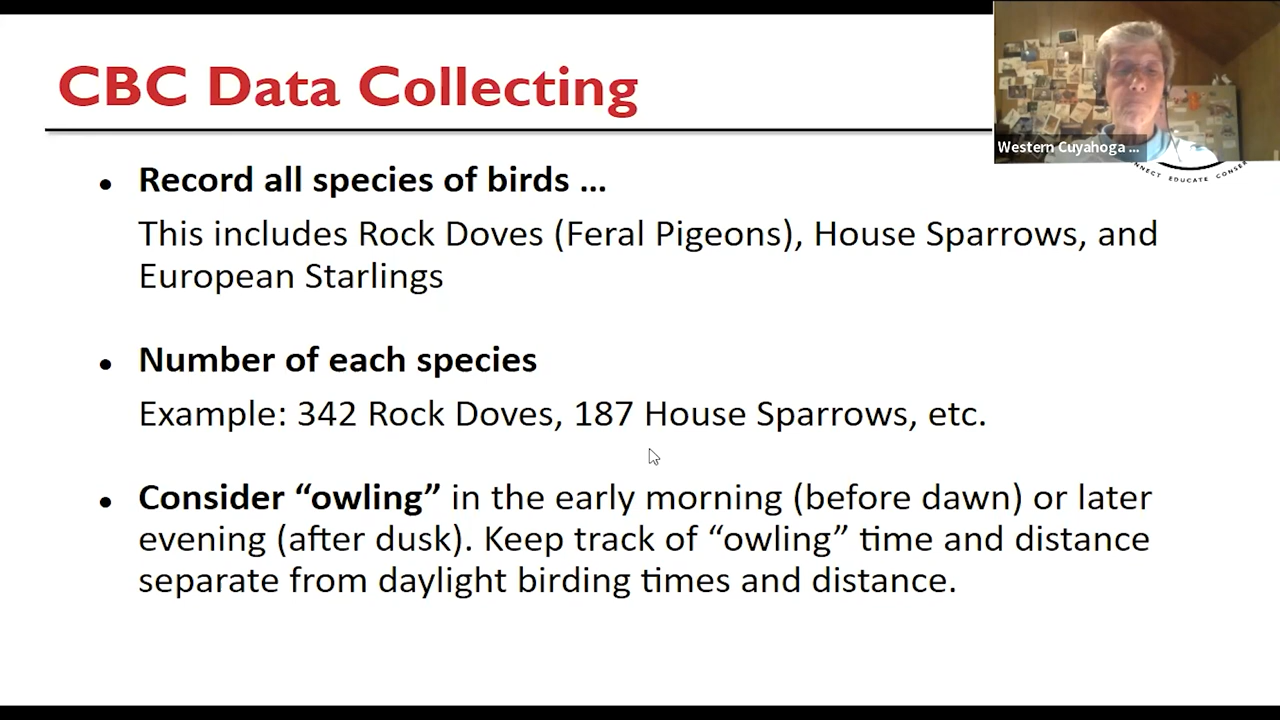 CBC Data Collecting
Western Cuyahoga ...
NNECT EDUCATE CONSER
• Record all species of birds ...
This includes Rock Doves (Feral Pigeons), House Sparrows, and
European Starlings
• Number of each species
Example: 342 Rock Doves, 187 House Sparrows, etc.
• Consider “owling” in the early morning (before dawn) or later
evening (after dusk). Keep track of “owling” time and distance
separate from daylight birding times and distance.